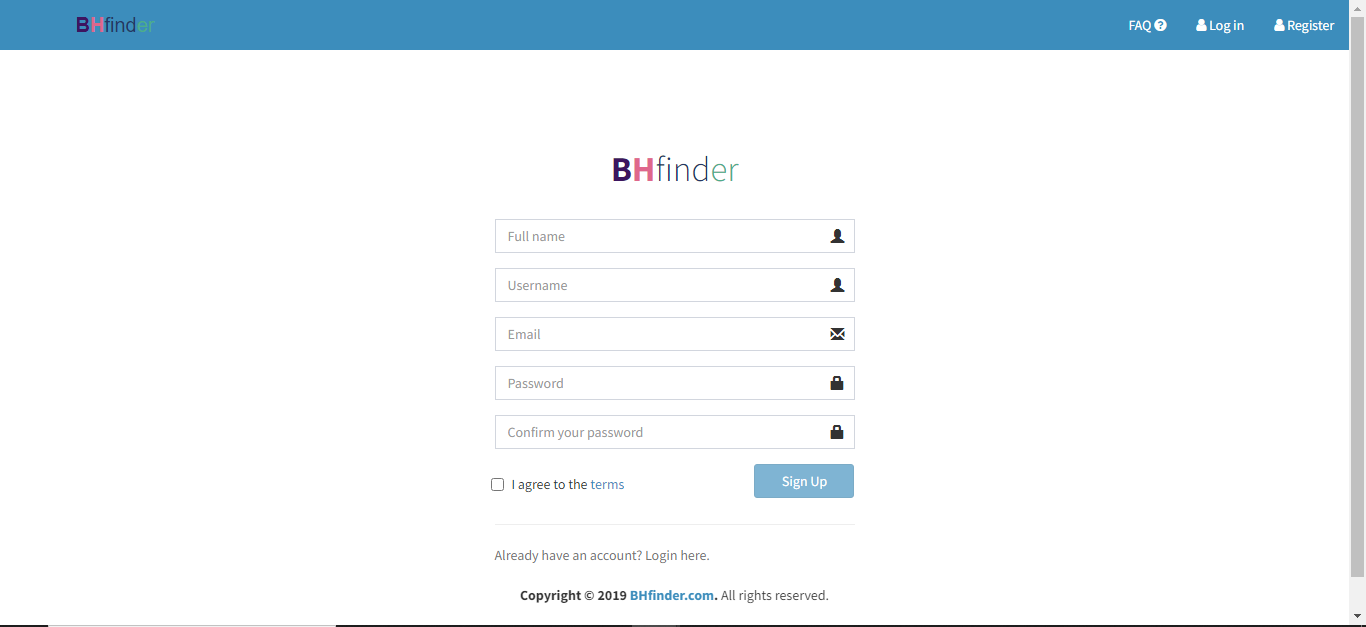 BHfinder FAQ Log in Register
BHfinder
Full name
Username
Email
Password
Confirm your password
I agree to the terms Sign Up
Already have an account? Login here.
Copyright © 2019 BHfinder.com. All rights reserved.